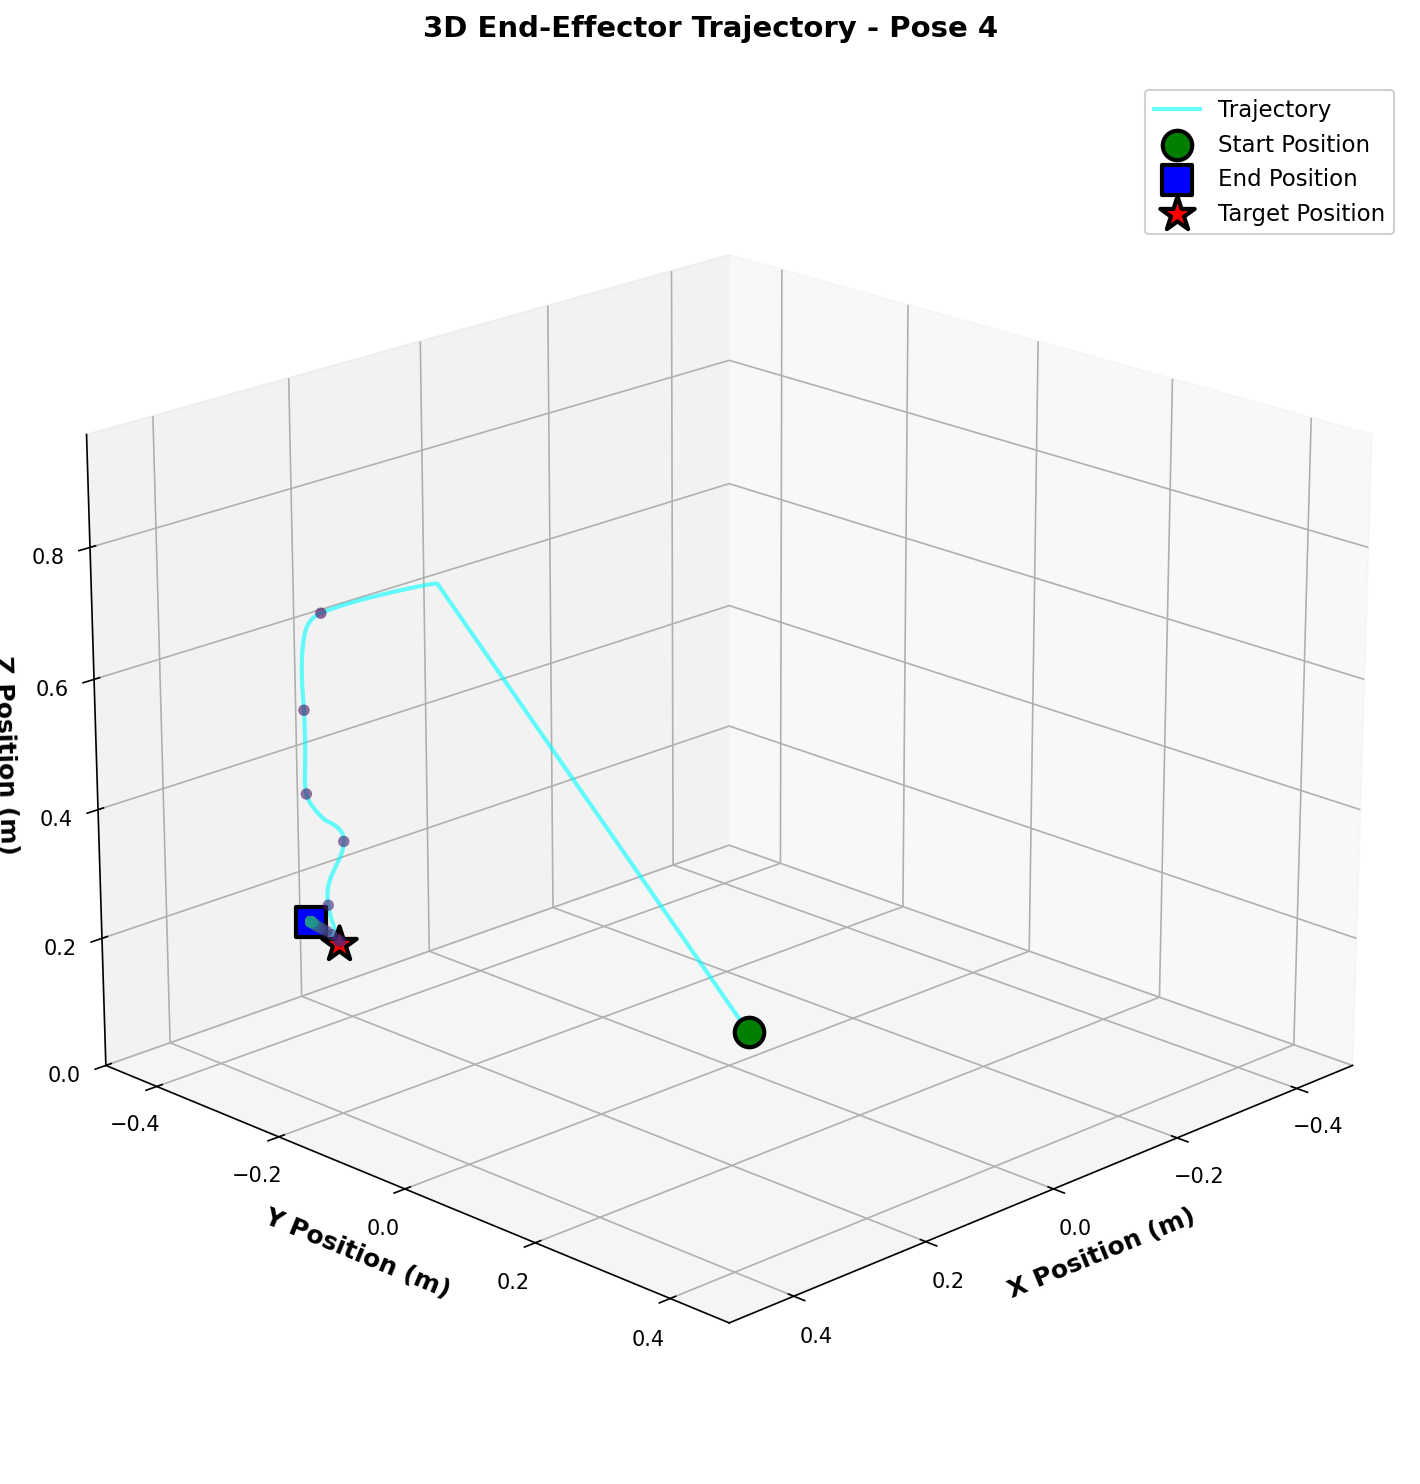 3D End-Effector Trajectory - Pose 4
Trajectory
Start Position
End Position
Target Position
0.8
0.6
0.4
0.2
0.0
Z Position (m)
−0.4
−0.2
0.0
0.2
0.4
Y Position (m)
−0.4
−0.2
0.0
0.2
0.4
X Position (m)